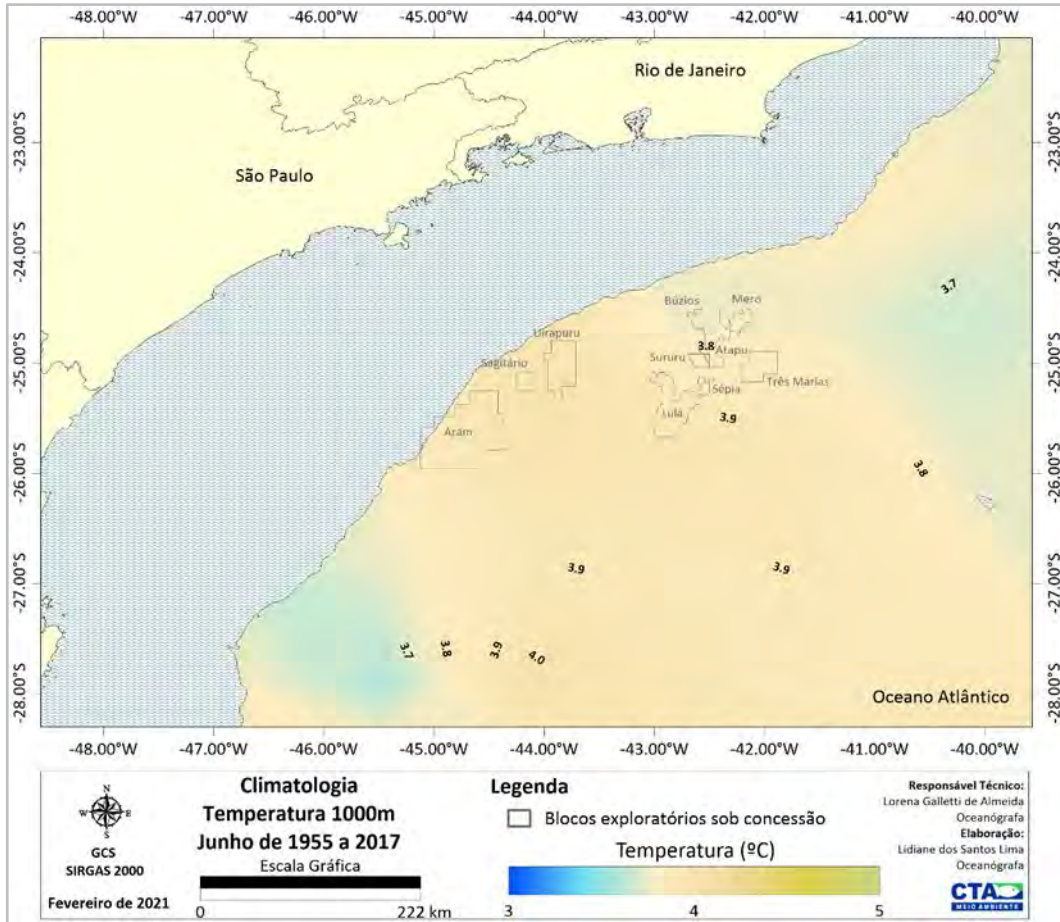 -48.00°W -47.00°W -46.00°W -45.00°W -44.00°W -43.00°W -42.00°W -41.00°W -40.00°W
Rio de Janeiro
-23.00°S -23.00°S
São Paulo
-24.00°S -24.00°S
3.7
Búzios Mero
Uirapuru
3.8
Atapu
-25.00°S -25.00°S
Sagitário
Sururu
Três Marias
Sépia
Lula
3.9
Aram
3.8
-26.00°S -26.00°S
3.9 3.9
-27.00°S -27.00°S
3.7 3.8 3.9 4.0
-28.00°S -28.00°S
Oceano Atlântico
-48.00°W -47.00°W -46.00°W -45.00°W -44.00°W -43.00°W -42.00°W -41.00°W -40.00°W
N
W E
S
GCS
SIRGAS 2000
Fevereiro de 2021
Climatologia
Temperatura 1000m
Junho de 1955 a 2017
Escala Gráfica
0 222 km
Legenda
Blocos exploratórios sob concessão
Temperatura (ºC)
3 4 5
Responsável Técnico:
Lorena Galletti de Almeida
Oceanógrafa
Elaboração:
Lidiane dos Santos Lima
Oceanógrafa
CTA
MEIO AMBIENTE